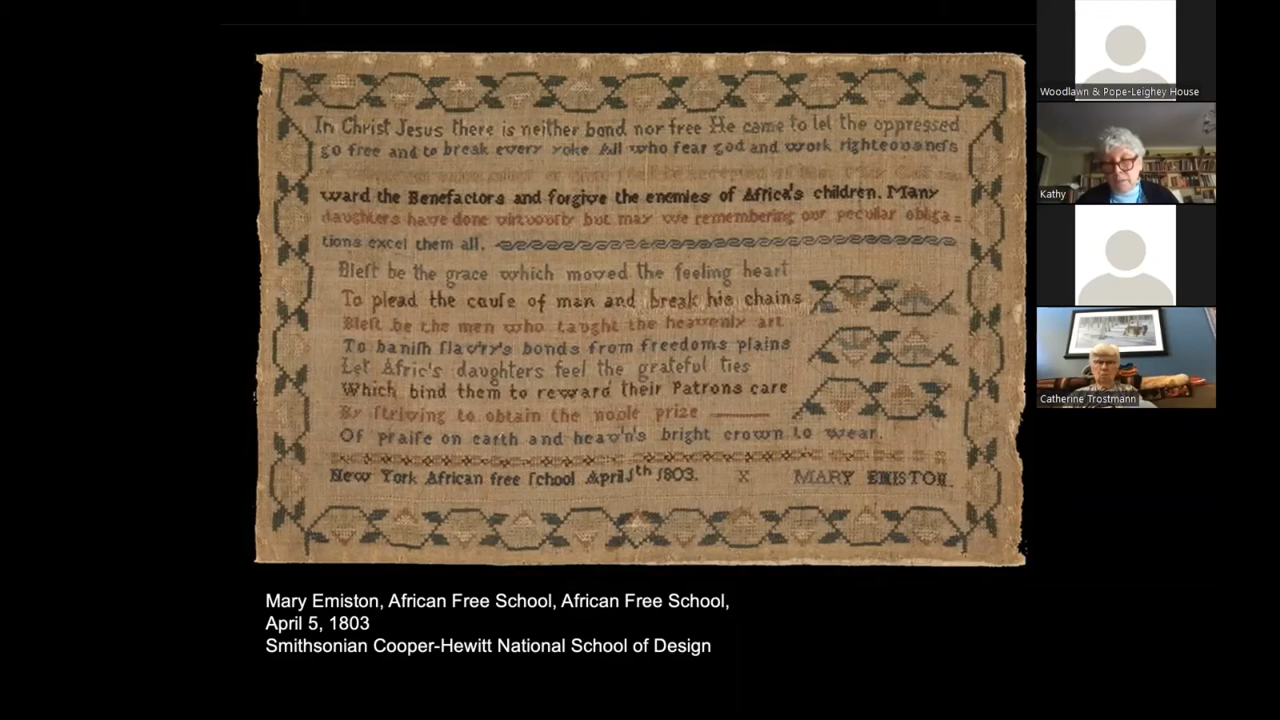 In Christ Jesus there is neither bond nor free He came to let the oppressed
go free and to break every yoke All who fear god and work righteousness
ward the Benefactors and forgive the enemies of Africa's children. Many
daughters have done virtuously but may we remembering our peculiar obliga=
tions excel them all.
Bleſt be the grace which moved the feeling heart
To plead the cauſe of man and break his chains
Bleſt be the men who taught the heavenly art
To baniſh ſlav'ry's bonds from freedoms plains
Let Afric's daughters feel the grateful ties
Which bind them to reward their Patrons care
By ſtriving to obtain the noble prize
Of praiſe on earth and heav'n's bright crown to wear.
New York African free ſchool April 5th 1803. X MARY EMISTON.
Mary Emiston, African Free School, African Free School,
April 5, 1803
Smithsonian Cooper-Hewitt National School of Design
Woodlawn & Pope-Leighey House
Kathy
Catherine Trostmann